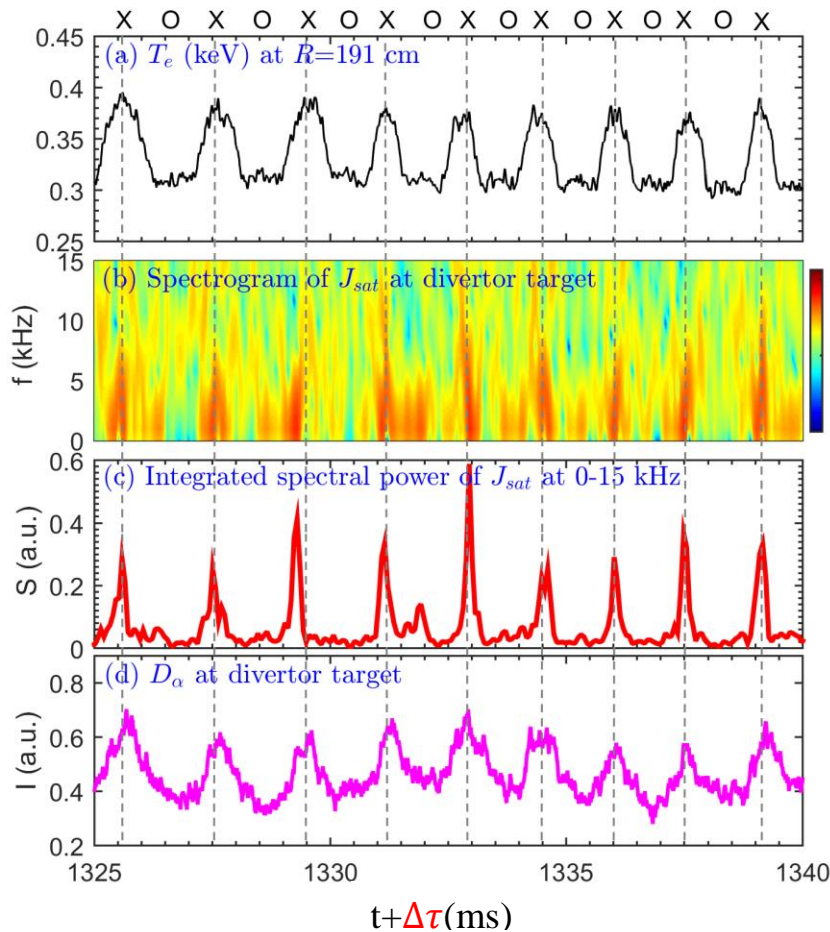 X O X O X O X O X O X O X O X O X
(a) T_e (keV) at R=191 cm
0.45
0.4
0.35
0.3
0.25
(b) Spectrogram of J_sat at divertor target
15
10
5
0
f (kHz)
(c) Integrated spectral power of J_sat at 0-15 kHz
0.6
0.4
0.2
0
S (a.u.)
(d) D_α at divertor target
0.8
0.6
0.4
0.2
I (a.u.)
1325 1330 1335 1340
t+Δτ(ms)